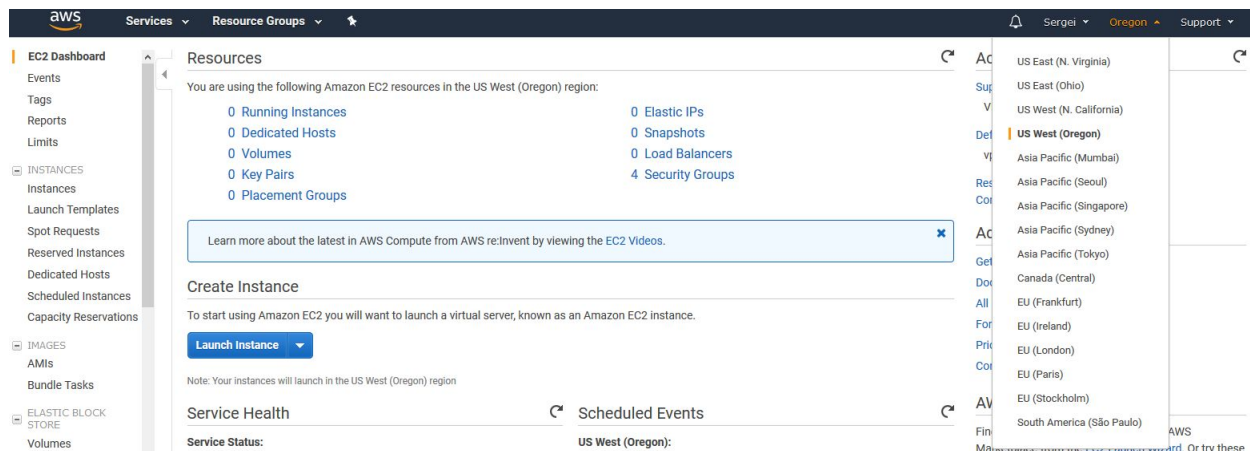 aws Services Resource Groups Sergei Oregon Support
EC2 Dashboard
Events
Tags
Reports
Limits
INSTANCES
Instances
Launch Templates
Spot Requests
Reserved Instances
Dedicated Hosts
Scheduled Instances
Capacity Reservations
IMAGES
AMIs
Bundle Tasks
ELASTIC BLOCK
STORE
Volumes
Resources
You are using the following Amazon EC2 resources in the US West (Oregon) region:
0 Running Instances
0 Dedicated Hosts
0 Volumes
0 Key Pairs
0 Placement Groups
0 Elastic IPs
0 Snapshots
0 Load Balancers
4 Security Groups
Learn more about the latest in AWS Compute from AWS re:Invent by viewing the EC2 Videos.
Create Instance
To start using Amazon EC2 you will want to launch a virtual server, known as an Amazon EC2 instance.
Launch Instance
Note: Your instances will launch in the US West (Oregon) region
Service Health
Service Status:
Scheduled Events
US West (Oregon):
US East (N. Virginia)
US East (Ohio)
US West (N. California)
US West (Oregon)
Asia Pacific (Mumbai)
Asia Pacific (Seoul)
Asia Pacific (Singapore)
Asia Pacific (Sydney)
Asia Pacific (Tokyo)
Canada (Central)
EU (Frankfurt)
EU (Ireland)
EU (London)
EU (Paris)
EU (Stockholm)
South America (São Paulo)
AWS
Or try these